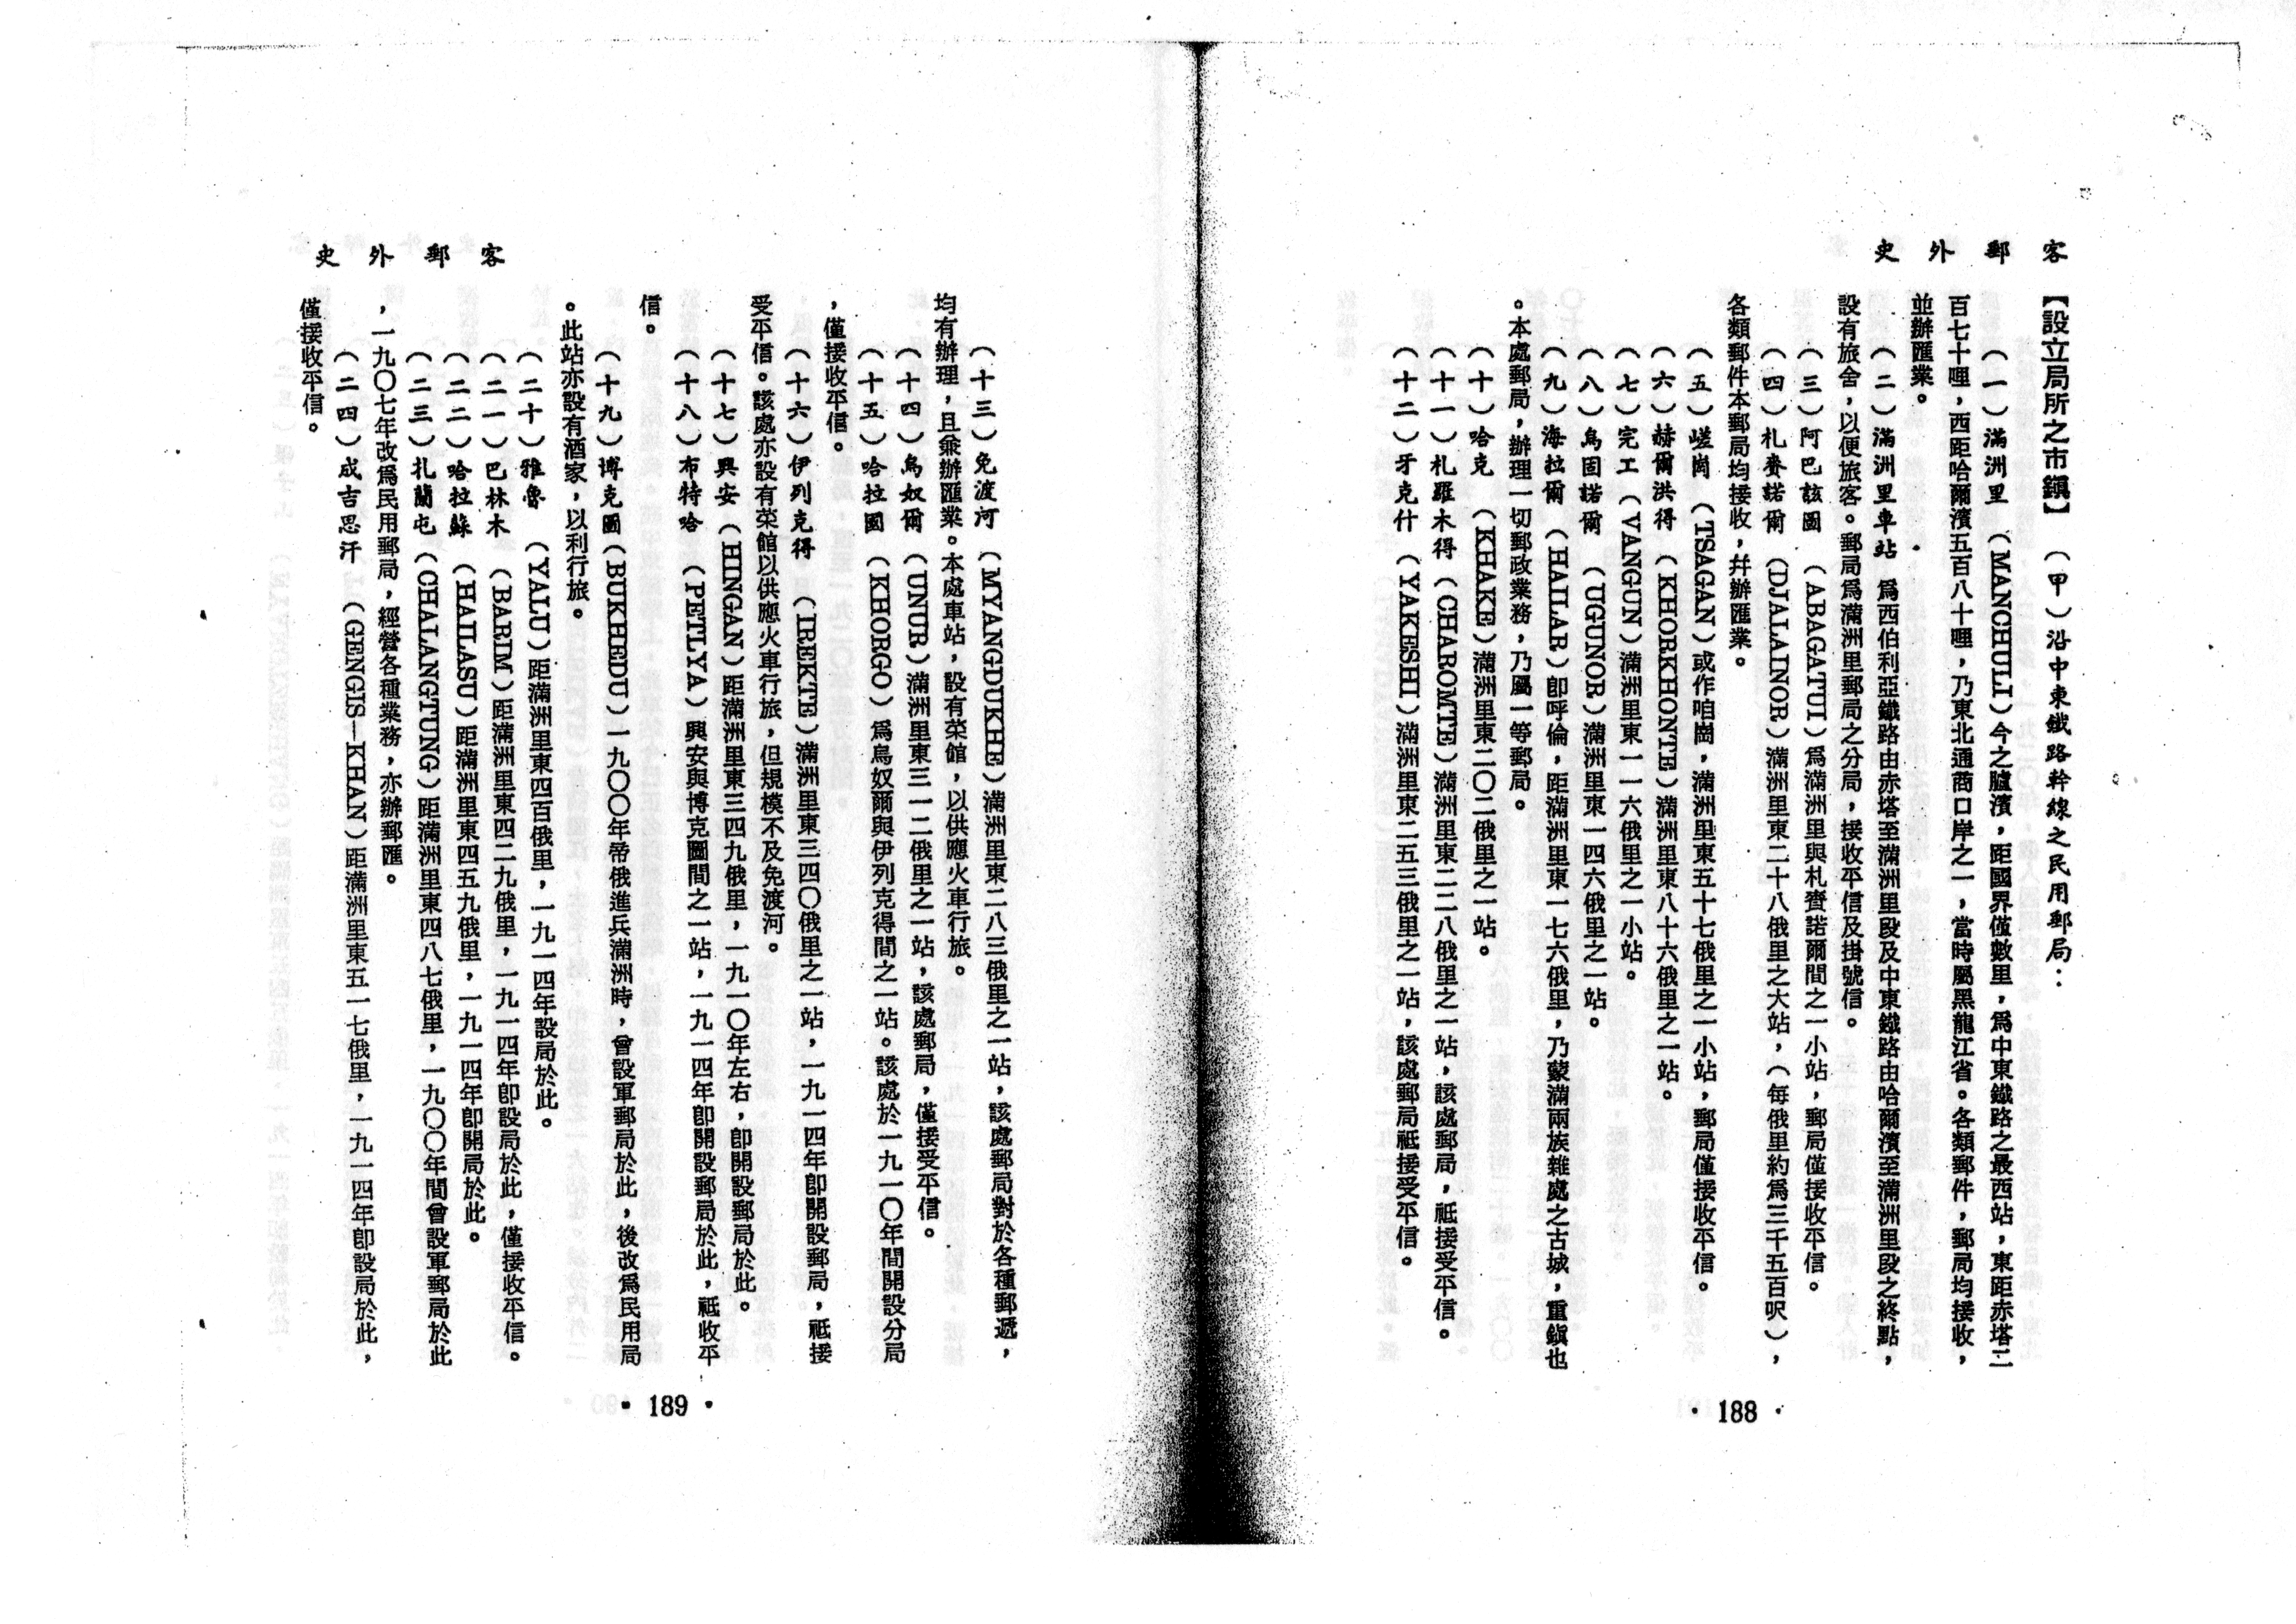 客郵外史
【設立局所之市鎭】（甲）沿中東鐵路幹線之民用郵局：
（一）滿洲里（MANCHULI）今之臚濱，距國界僅數里，爲中東鐵路之最西站，東距赤塔二
百七十哩，西距哈爾濱五百八十哩，乃東北通商口岸之一，當時屬黑龍江省。各類郵件，郵局均接收，
並辦匯業。
（二）滿洲里車站　爲西伯利亞鐵路由赤塔至滿洲里段及中東鐵路由哈爾濱至滿洲里段之終點，
設有旅舍，以便旅客。郵局爲滿洲里郵局之分局，接收平信及掛號信。
（三）阿巴該圖（ABAGATUI）爲滿洲里與札賚諾爾間之一小站，郵局僅接收平信。
（四）札賚諾爾（DJALAINOR）滿洲里東二十八俄里之大站，（每俄里約爲三千五百呎），
各類郵件本郵局均接收，幷辦匯業。
（五）嵯崗（TSAGAN）或作咱崗，滿洲里東五十七俄里之一小站，郵局僅接收平信。
（六）赫爾洪得（KHORKHONTE）滿洲里東八十六俄里之一站。
（七）完工（VANGUN）滿洲里東一一六俄里之一小站。
（八）烏固諾爾（UGUNOR）滿洲里東一四六俄里之一站。
（九）海拉爾（HAILAR）卽呼倫，距滿洲里東一七六俄里，乃蒙滿兩族雜處之古城，重鎭也
。本處郵局，辦理一切郵政業務，乃屬一等郵局。
（十）哈克（KHAKE）滿洲里東二〇二俄里之一站。
（十一）札羅木得（CHAROMTE）滿洲里東二二八俄里之一站，該處郵局，祗接受平信。
（十二）牙克什（YAKESHI）滿洲里東二五三俄里之一站，該處郵局祗接受平信。
• 188 •
客郵外史
（十三）免渡河（MYANGDUKHE）滿洲里東二八三俄里之一站，該處郵局對於各種郵遞，
均有辦理，且兼辦匯業。本處車站，設有荣館，以供應火車行旅。
（十四）烏奴爾（UNUR）滿洲里東三一二俄里之一站，該處郵局，僅接受平信。
（十五）哈拉國（KHORGO）爲烏奴爾與伊列克得間之一站。該處於一九一〇年間開設分局
，僅接收平信。
（十六）伊列克得（IREKTE）滿洲里東三四〇俄里之一站，一九一四年卽開設郵局，祗接
受平信。該處亦設有荣館以供應火車行旅，但規模不及免渡河。
（十七）興安（HINGAN）距滿洲里東三四九俄里，一九一〇年左右，卽開設郵局於此。
（十八）布特哈（PETLYA）興安與博克圖間之一站，一九一四年卽開設郵局於此，祗收平
信。
（十九）博克圖（BUKHEDU）一九〇〇年帝俄進兵滿洲時，曾設軍郵局於此，後改爲民用局
。此站亦設有酒家，以利行旅。
（二十）雅魯（YALU）距滿洲里東四百俄里，一九一四年設局於此。
（二一）巴林木（BARIM）距滿洲里東四二九俄里，一九一四年卽設局於此，僅接收平信。
（二二）哈拉蘇（HAILASU）距滿洲里東四五九俄里，一九一四年卽開局於此。
（二三）扎蘭屯（CHALANGTUNG）距滿洲里東四八七俄里，一九〇〇年間曾設軍郵局於此
，一九〇七年改爲民用郵局，經營各種業務，亦辦郵匯。
（二四）成吉思汗（GENGIS—KHAN）距滿洲里東五一七俄里，一九一四年卽設局於此，
僅接收平信。
• 189 •